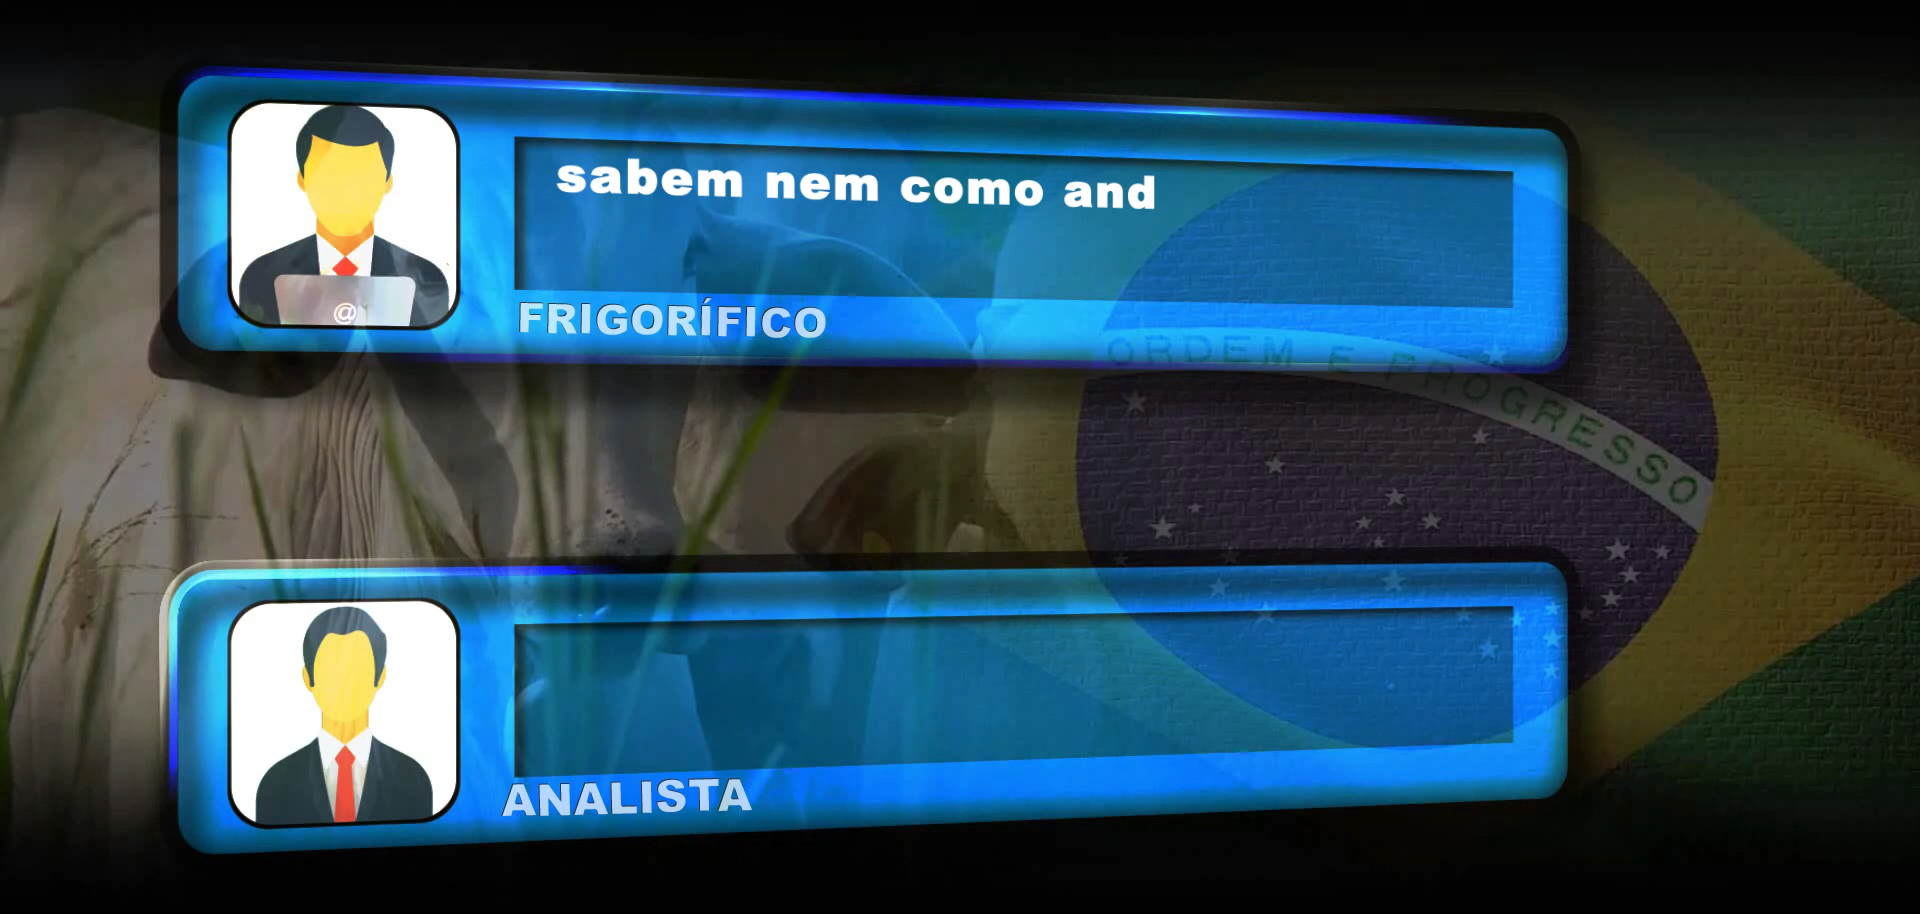 sabem nem como and
@
FRIGORÍFICO
ORDEM E PROGRESSO
ANALISTA